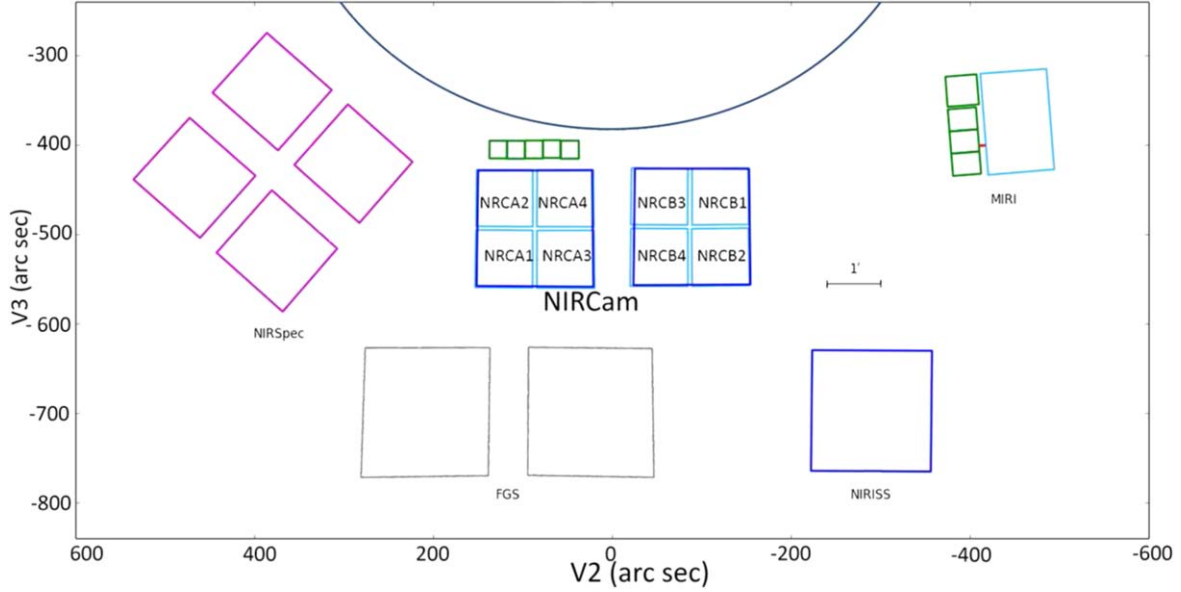 -300
- 400
-500
- 600
-700
-800
V3 (arc sec)
NRCA2 NRCA4
NRCA1 NRCA3
NRCB3 NRCB1
NRCB4 NRCB2
NIRCam
MIRI
1′
NIRSpec
FGS
NIRISS
600 400 200 0 -200 -400 -600
V2 (arc sec)